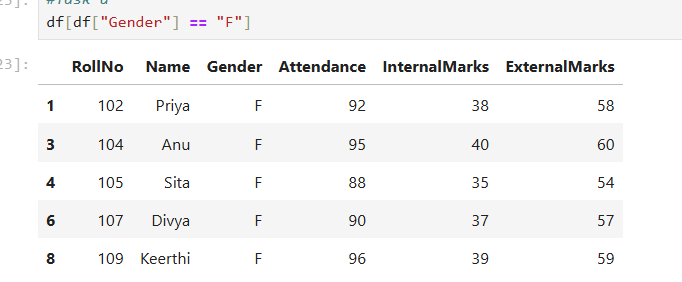 df[df["Gender"] == "F"]
23]:
RollNo Name Gender Attendance InternalMarks ExternalMarks
1 102 Priya F 92 38 58
3 104 Anu F 95 40 60
4 105 Sita F 88 35 54
6 107 Divya F 90 37 57
8 109 Keerthi F 96 39 59